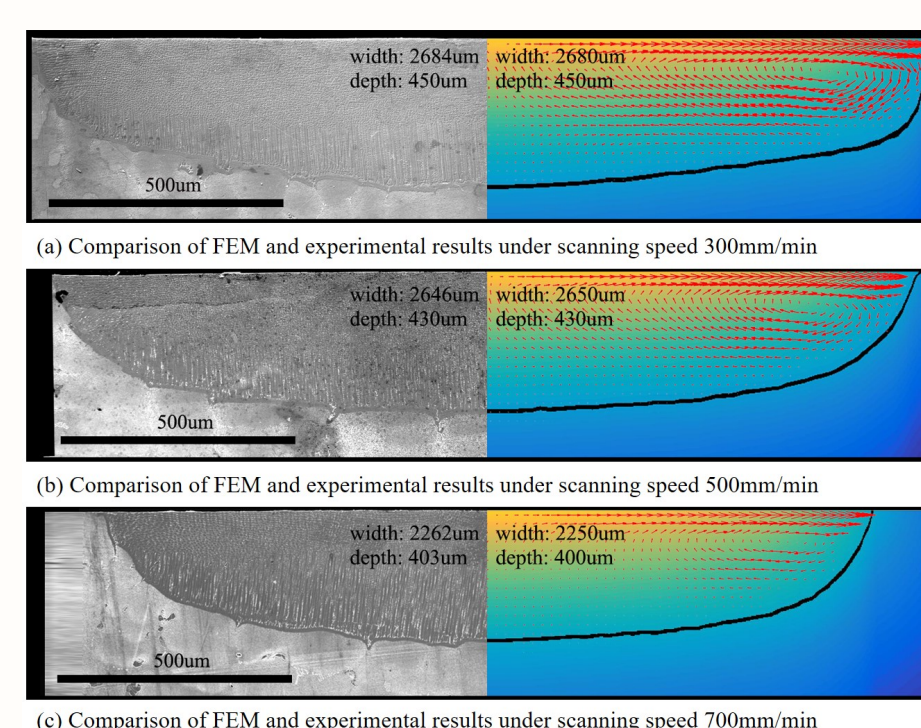 width: 2684um width: 2680um
depth: 450um depth: 450um
500um
(a) Comparison of FEM and experimental results under scanning speed 300mm/min
width: 2646um width: 2650um
depth: 430um depth: 430um
500um
(b) Comparison of FEM and experimental results under scanning speed 500mm/min
width: 2262um width: 2250um
depth: 403um depth: 400um
500um
(c) Comparison of FEM and experimental results under scanning speed 700mm/min